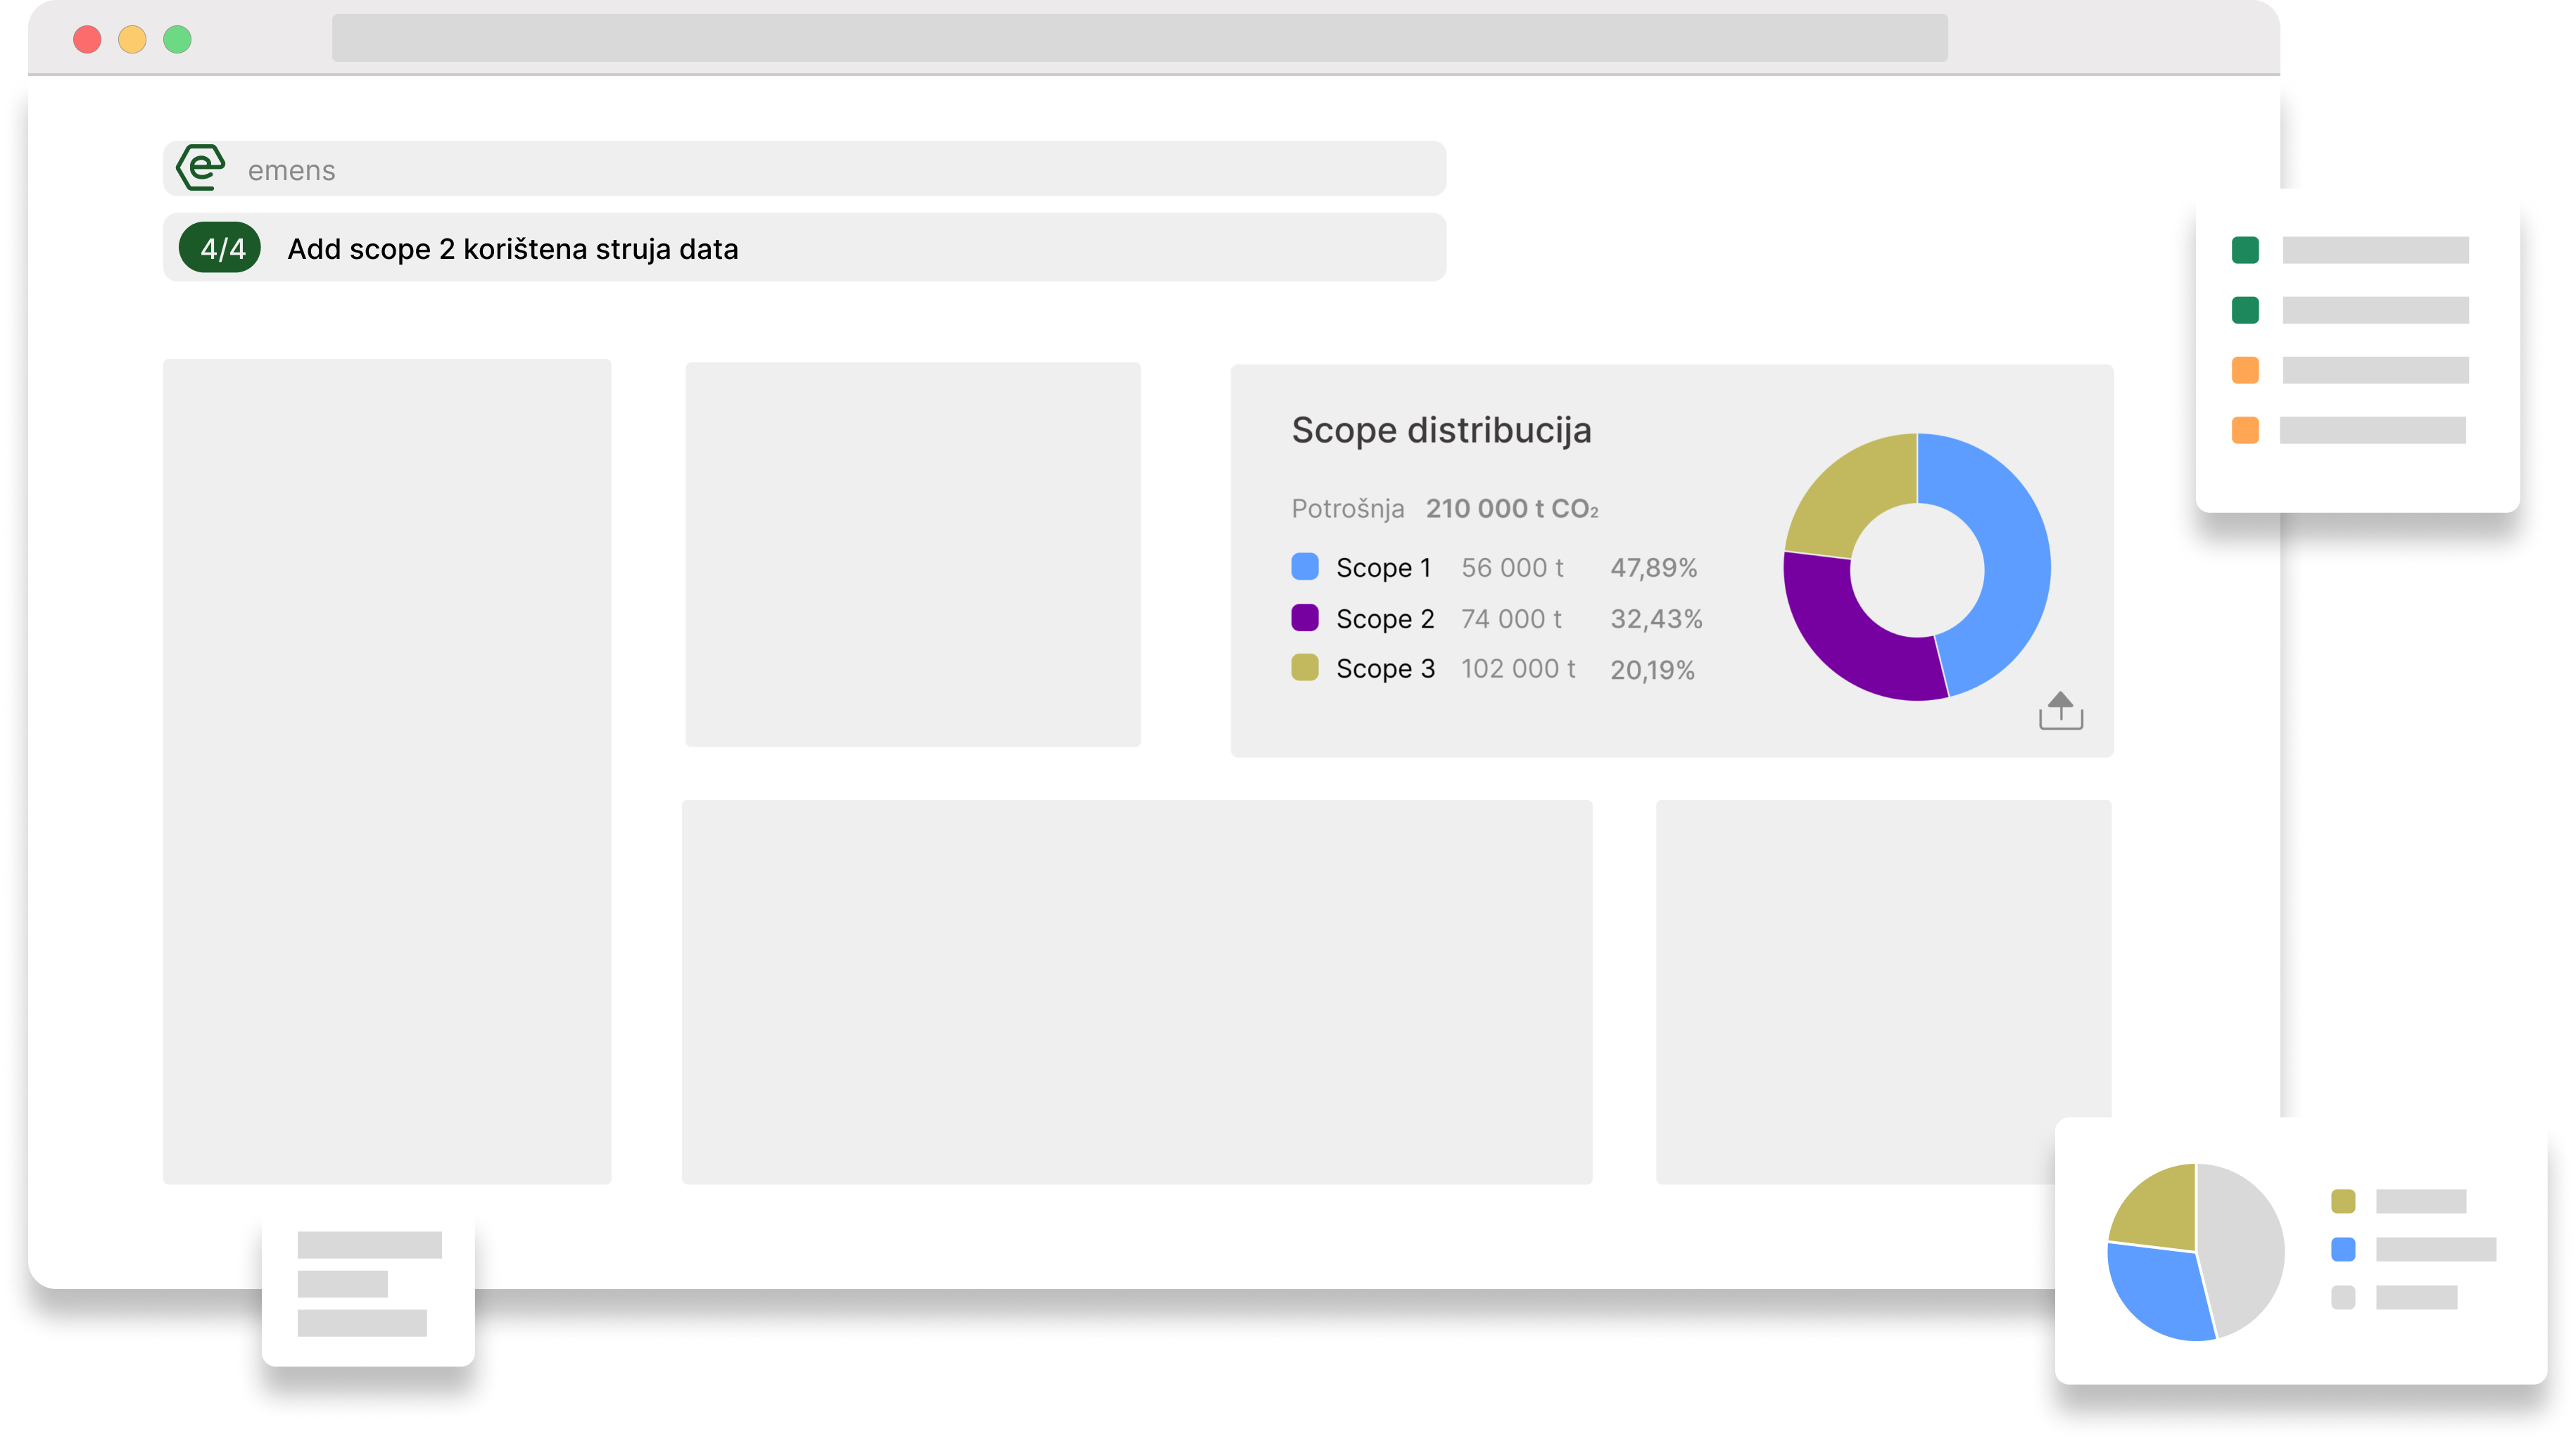 emens
4/4 Add scope 2 korištena struja data
Scope distribucija
Potrošnja 210 000 t CO₂
Scope 1 56 000 t 47,89%
Scope 2 74 000 t 32,43%
Scope 3 102 000 t 20,19%